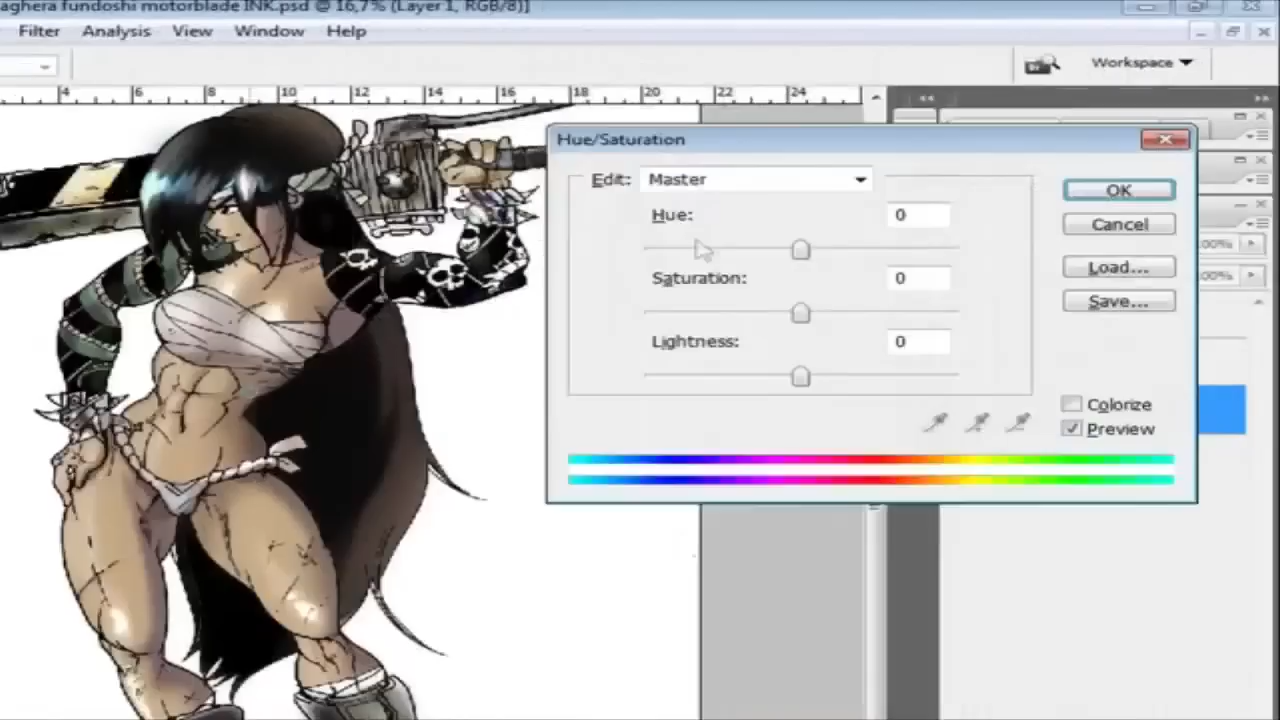 aghera fundoshi motorblade INK.psd @ 16,7% (Layer 1, RGB/8)]
Filter Analysis View Window Help
Workspace
4 6 8 10 12 14 16 18 20 22 24
Hue/Saturation
Edit: Master
OK
Hue: 0
Cancel
Load...
Saturation: 0
Save...
Lightness: 0
Colorize
Preview